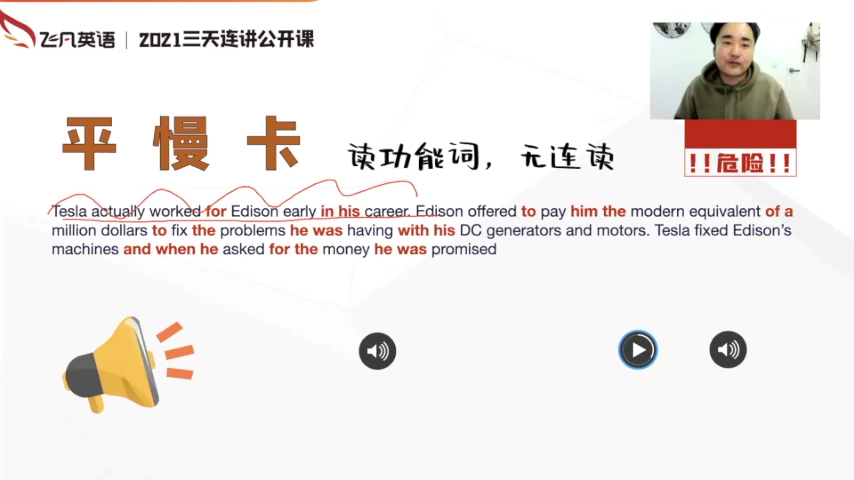 飞凡英语 | 2021三天连讲公开课
平 慢 卡
读功能词，无连读
!!危险!!
Tesla actually worked for Edison early in his career. Edison offered to pay him the modern equivalent of a
million dollars to fix the problems he was having with his DC generators and motors. Tesla fixed Edison's
machines and when he asked for the money he was promised